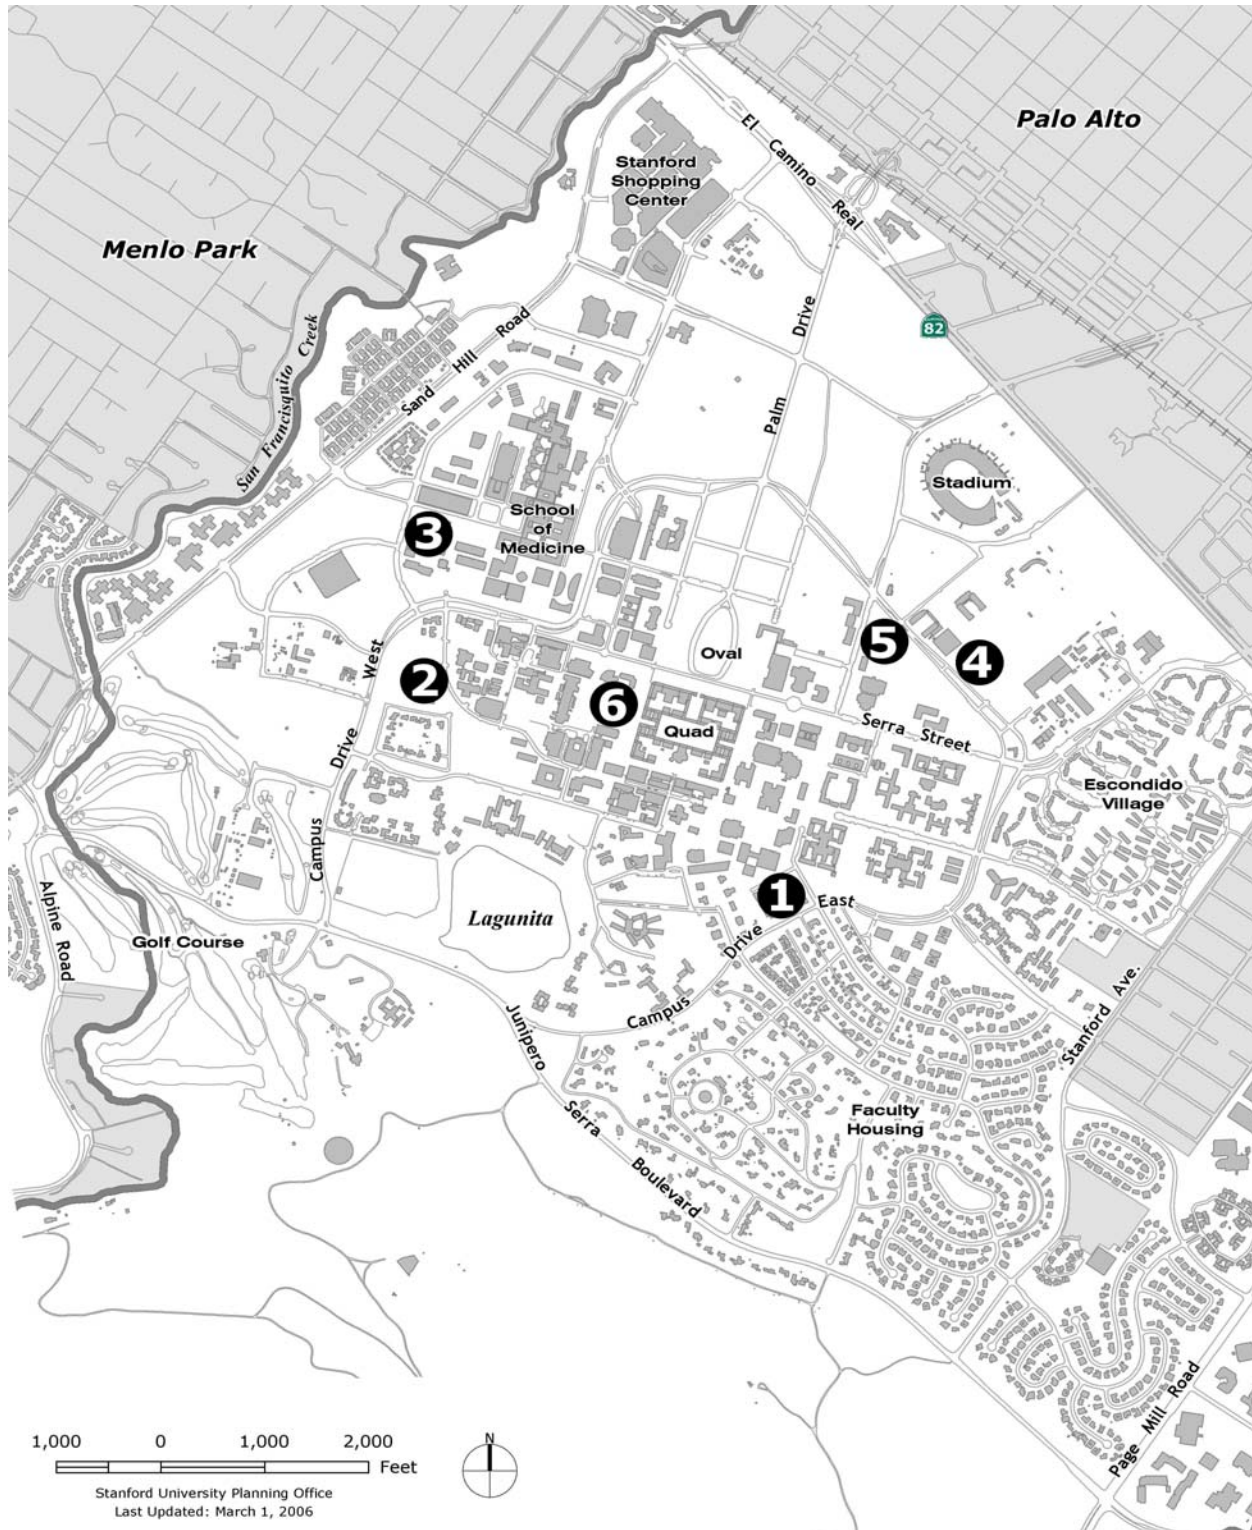 Palo Alto
El Camino Real
Stanford
Shopping
Center
Menlo Park
San Francisquito Creek
Sand Hill Road
Palm Drive
82
Stadium
School
of
Medicine
3
5
4
Oval
2
6
Quad
Serra Street
Campus Drive West
Escondido
Village
1
Campus Drive East
Lagunita
Alpine Road
Golf Course
Stanford Ave.
Junipero Serra Boulevard
Faculty
Housing
Page Mill Road
1,000 0 1,000 2,000
Feet
N
Stanford University Planning Office
Last Updated: March 1, 2006